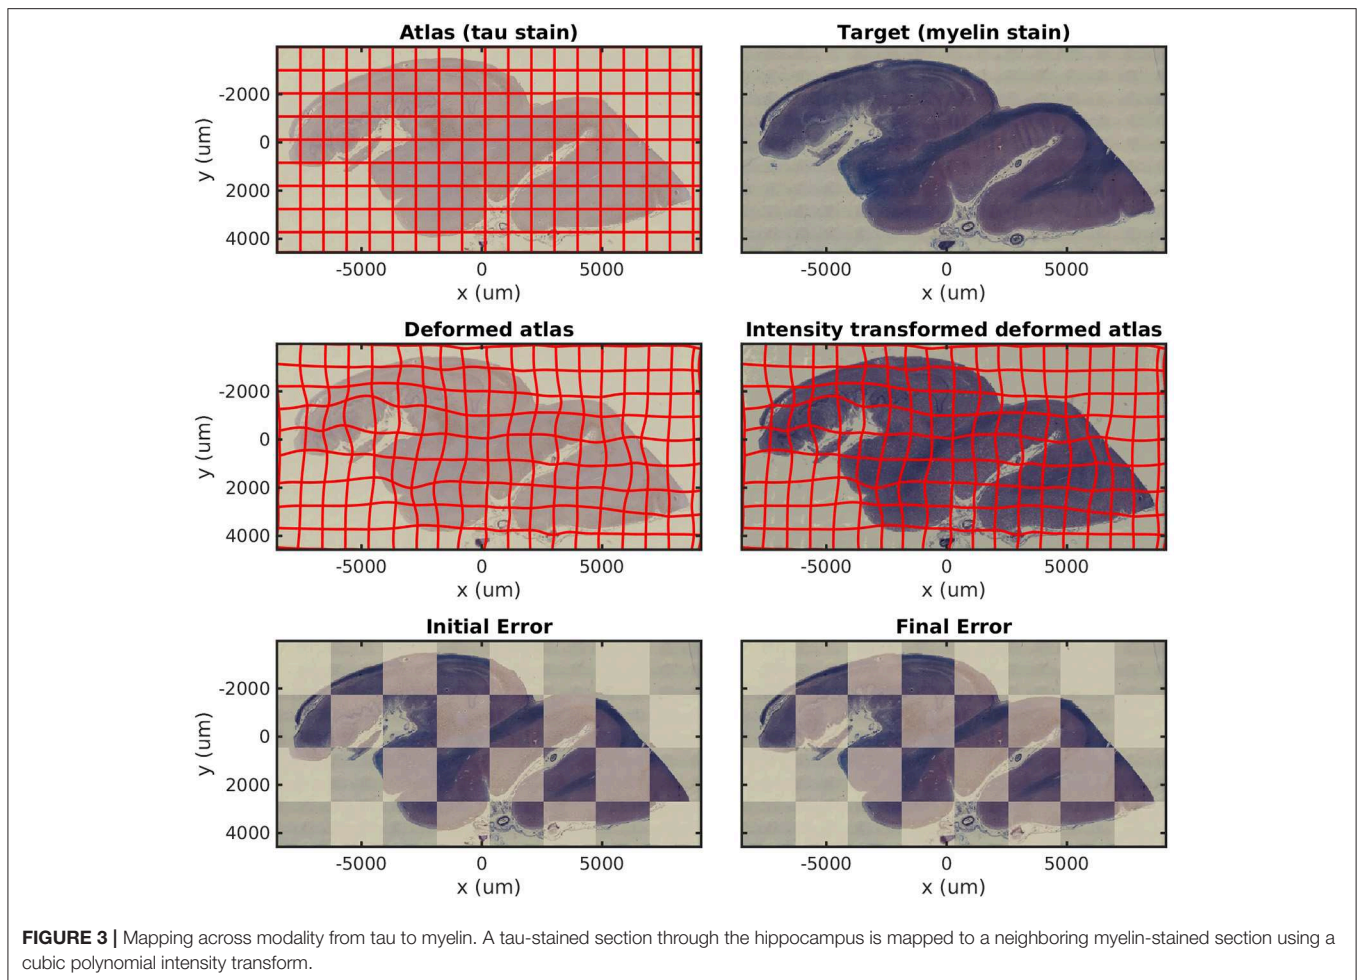 Atlas (tau stain)
Target (myelin stain)
-2000
0
2000
4000
y (um)
-5000
0
5000
x (um)
-5000
0
5000
x (um)
Deformed atlas
Intensity transformed deformed atlas
-2000
0
2000
4000
y (um)
-5000
0
5000
x (um)
-5000
0
5000
x (um)
Initial Error
Final Error
-2000
0
2000
4000
y (um)
-5000
0
5000
x (um)
-5000
0
5000
x (um)
FIGURE 3 | Mapping across modality from tau to myelin. A tau-stained section through the hippocampus is mapped to a neighboring myelin-stained section using a
cubic polynomial intensity transform.